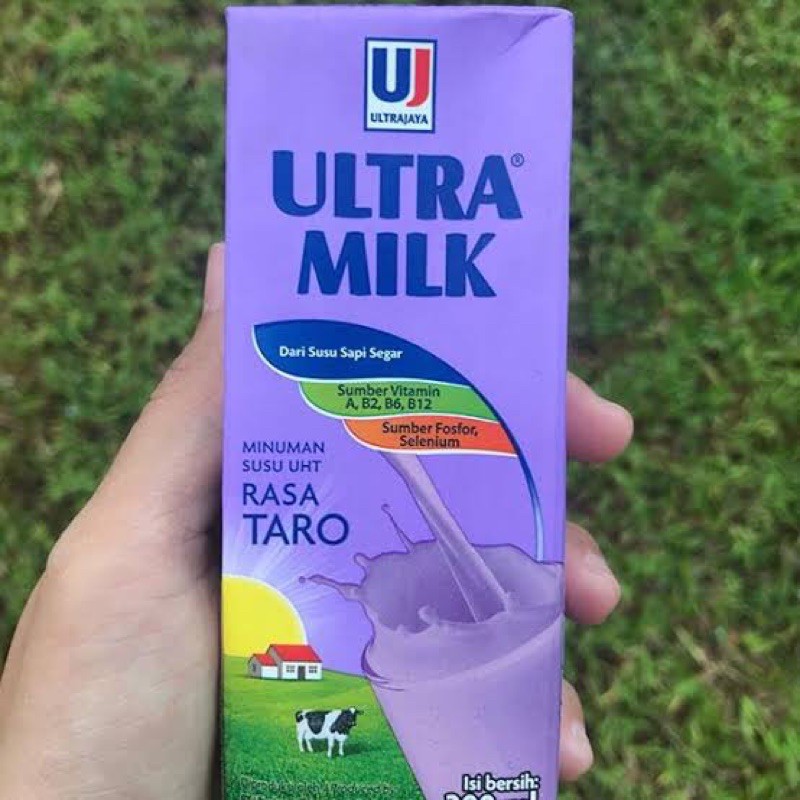 UJ
ULTRAJAYA
ULTRA®
MILK
Dari Susu Sapi Segar
Sumber Vitamin
A, B2, B6, B12
Sumber Fosfor,
Selenium
MINUMAN
SUSU UHT
RASA
TARO
Isi bersih: